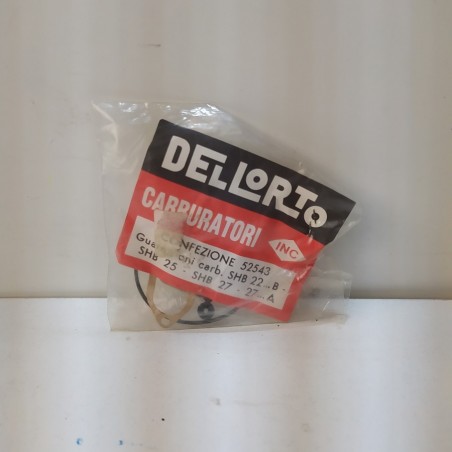 DELLORTO
CARBURATORI
INC
CONFEZIONE 52543
carb. SHB 22 - B -
SHB 25 - SHB 27 - 27 - A